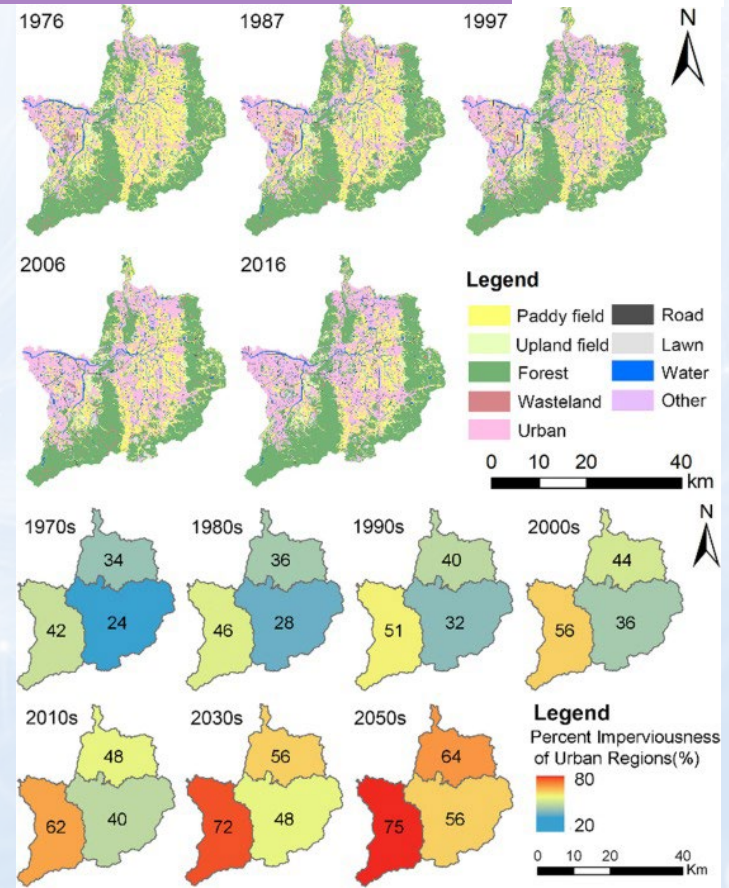 1976
1987
1997
N
2006
2016
Legend
Paddy field
Road
Upland field
Lawn
Forest
Water
Wasteland
Other
Urban
0 10 20 40
km
1970s
1980s
1990s
2000s
N
34
36
40
44
42
24
46
28
51
32
56
36
2010s
2030s
2050s
Legend
Percent Imperviousness
of Urban Regions(%)
48
56
64
80
62
40
72
48
75
56
20
0 10 20 40
Km